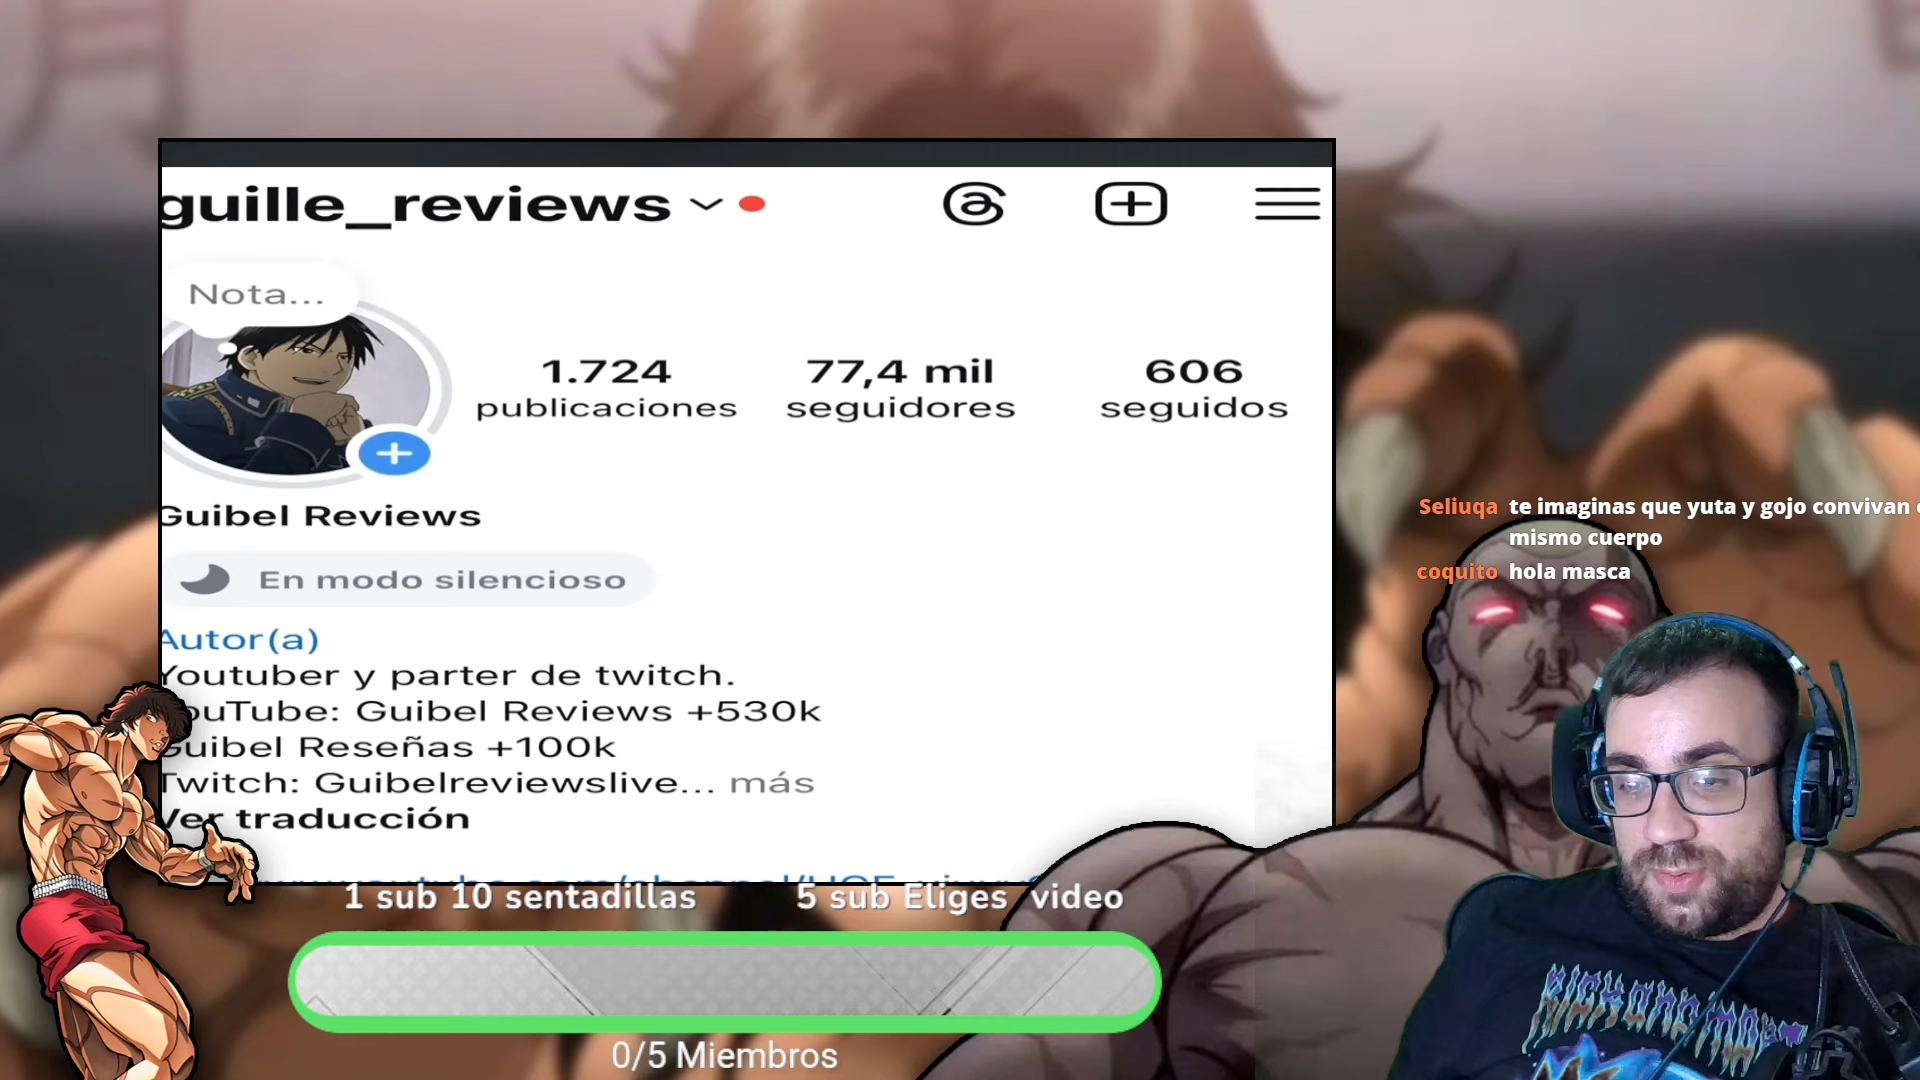 guille_reviews
Nota...
1.724
publicaciones
77,4 mil
seguidores
606
seguidos
Guibel Reviews
En modo silencioso
Autor(a)
Youtuber y parter de twitch.
YouTube: Guibel Reviews +530k
Guibel Reseñas +100k
Twitch: Guibelreviewslive... más
Ver traducción
Seliuqa te imaginas que yuta y gojo convivan
mismo cuerpo
coquito hola masca
1 sub 10 sentadillas
5 sub Eliges video
0/5 Miembros